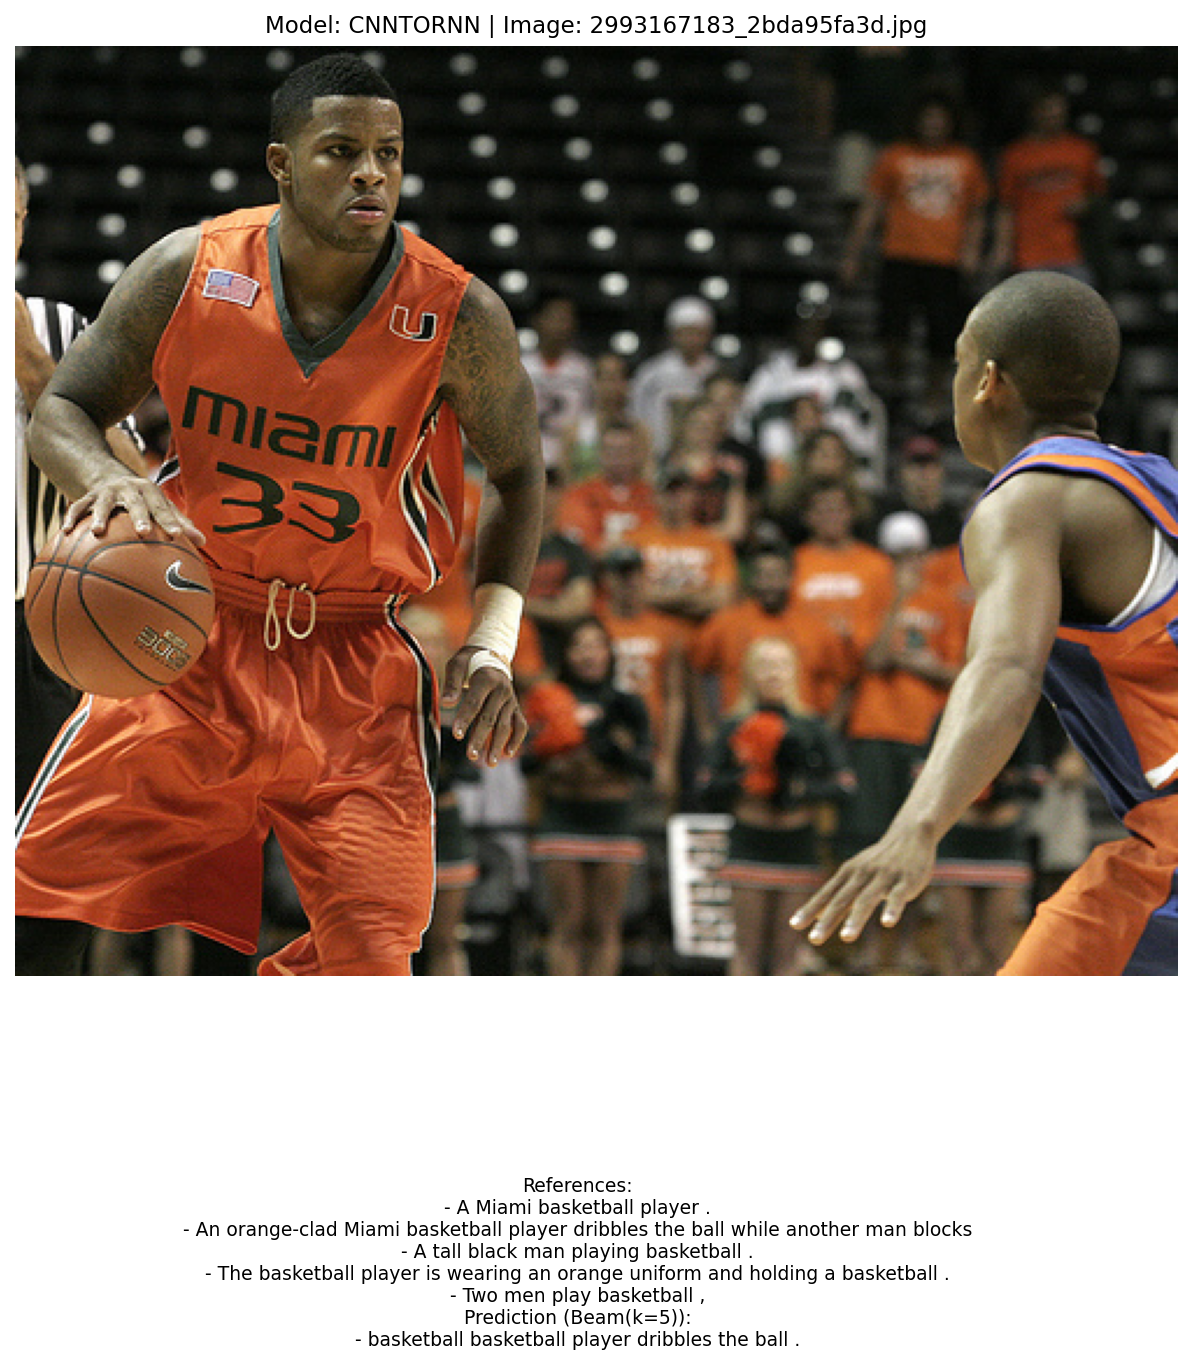 Model: CNNTORNN | Image: 2993167183_2bda95fa3d.jpg
U
MIAMI
33
References:
- A Miami basketball player .
- An orange-clad Miami basketball player dribbles the ball while another man blocks
- A tall black man playing basketball .
- The basketball player is wearing an orange uniform and holding a basketball .
- Two men play basketball ,
Prediction (Beam(k=5)):
- basketball basketball player dribbles the ball .